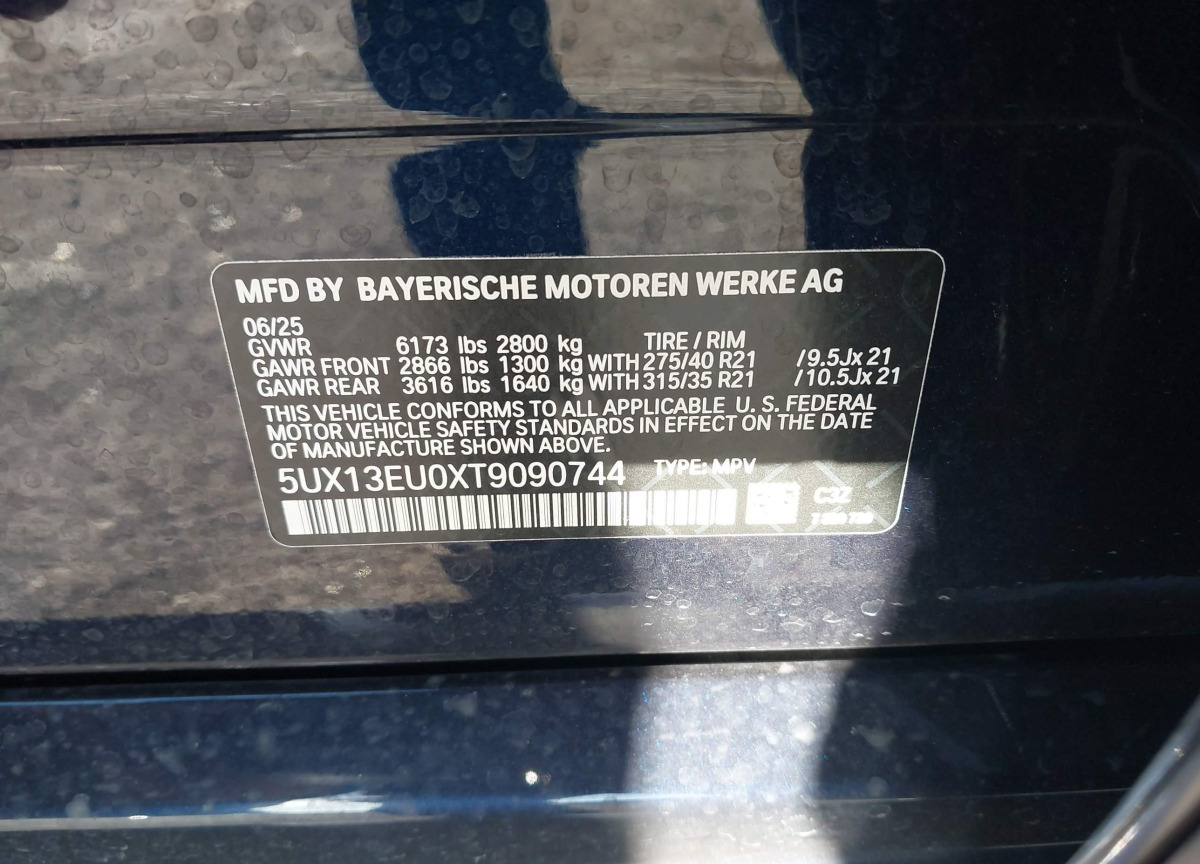 MFD BY BAYERISCHE MOTOREN WERKE AG
06/25
GVWR 6173 lbs 2800 kg TIRE / RIM
GAWR FRONT 2866 lbs 1300 kg WITH 275/40 R21 /9.5Jx 21
GAWR REAR 3616 lbs 1640 kg WITH 315/35 R21 /10.5Jx 21
THIS VEHICLE CONFORMS TO ALL APPLICABLE U. S. FEDERAL
MOTOR VEHICLE SAFETY STANDARDS IN EFFECT ON THE DATE
OF MANUFACTURE SHOWN ABOVE.
5UX13EU0XT9090744 TYPE: MPV
C3Z